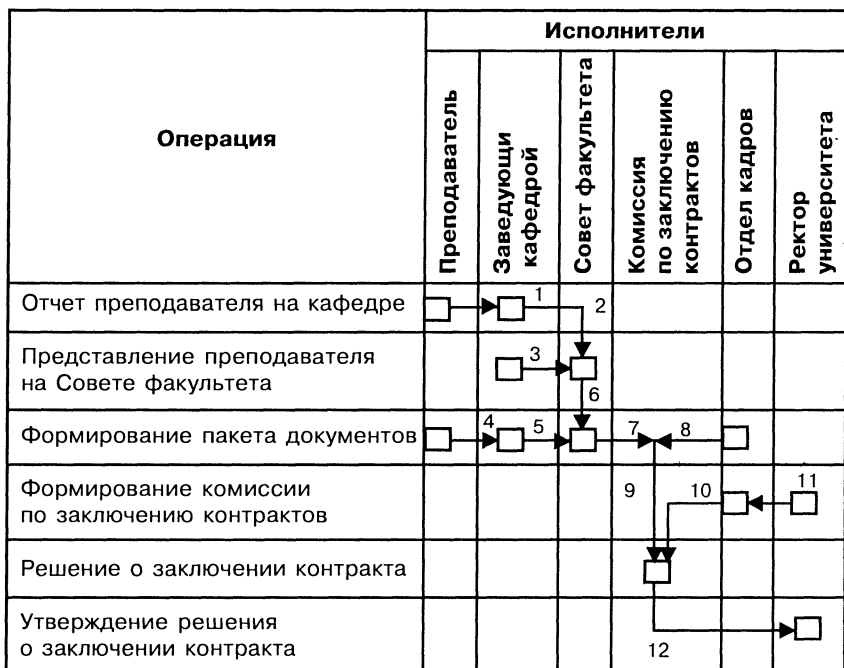 Операция
Исполнители
Преподаватель
Заведующи
кафедрой
Совет факультета
Комиссия
по заключению
контрактов
Отдел кадров
Ректор
университета
Отчет преподавателя на кафедре
1
2
Представление преподавателя
на Совете факультета
3
6
Формирование пакета документов
4
5
7
8
Формирование комиссии
по заключению контрактов
9
10
11
Решение о заключении контракта
Утверждение решения
о заключении контракта
12